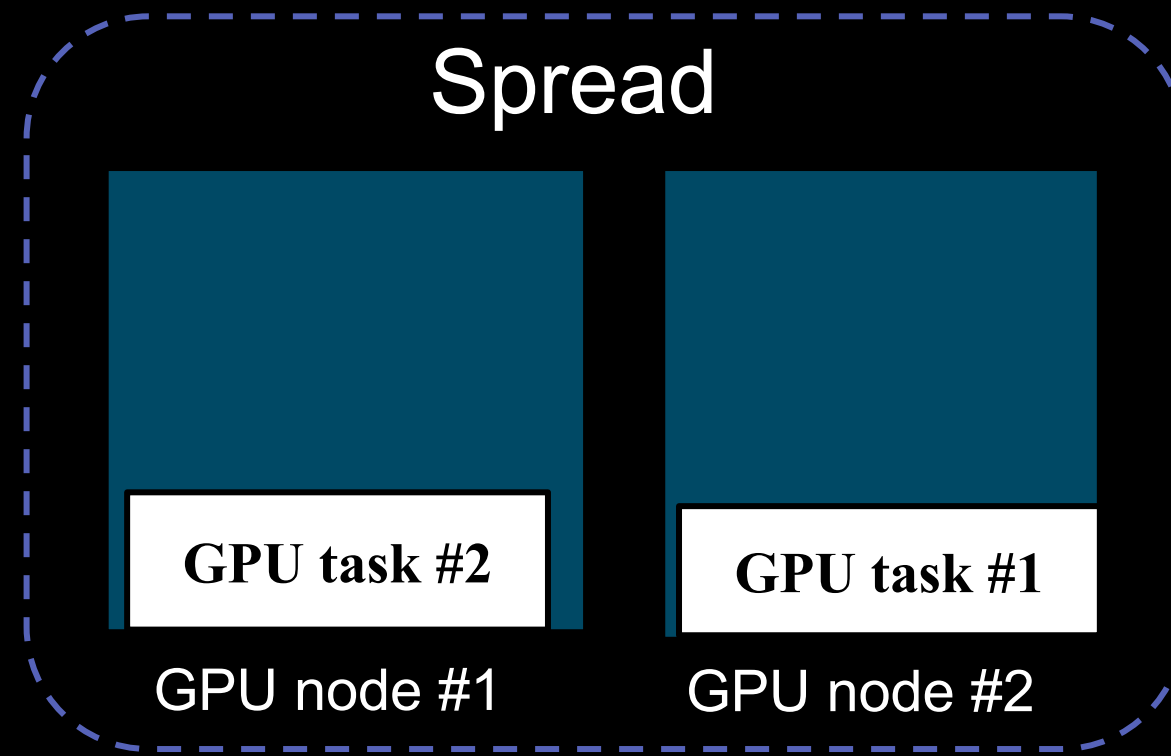 Spread
GPU task #2
GPU task #1
GPU node #1
GPU node #2